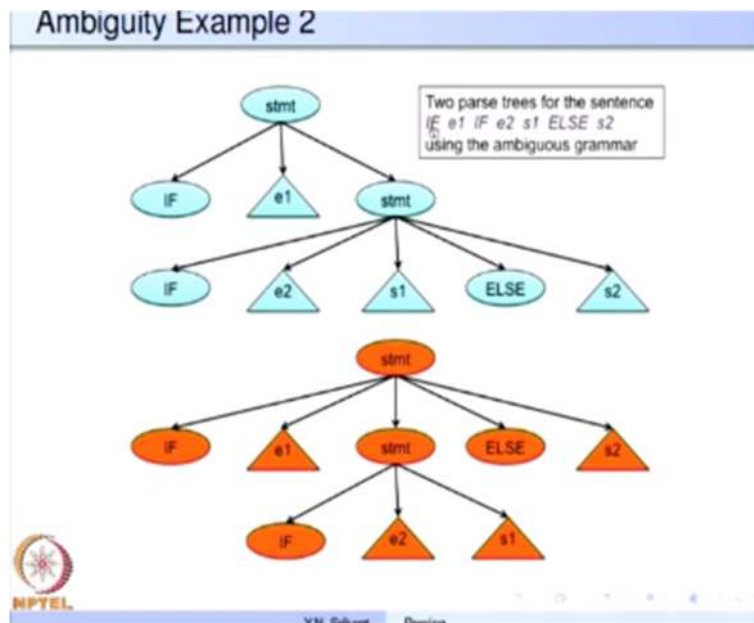 Ambiguity Example 2
Two parse trees for the sentence
IF e1 IF e2 s1 ELSE s2
using the ambiguous grammar
stmt
IF
e1
stmt
IF
e2
s1
ELSE
s2
stmt
IF
e1
stmt
ELSE
s2
IF
e2
s1
NPTEL
Parsing